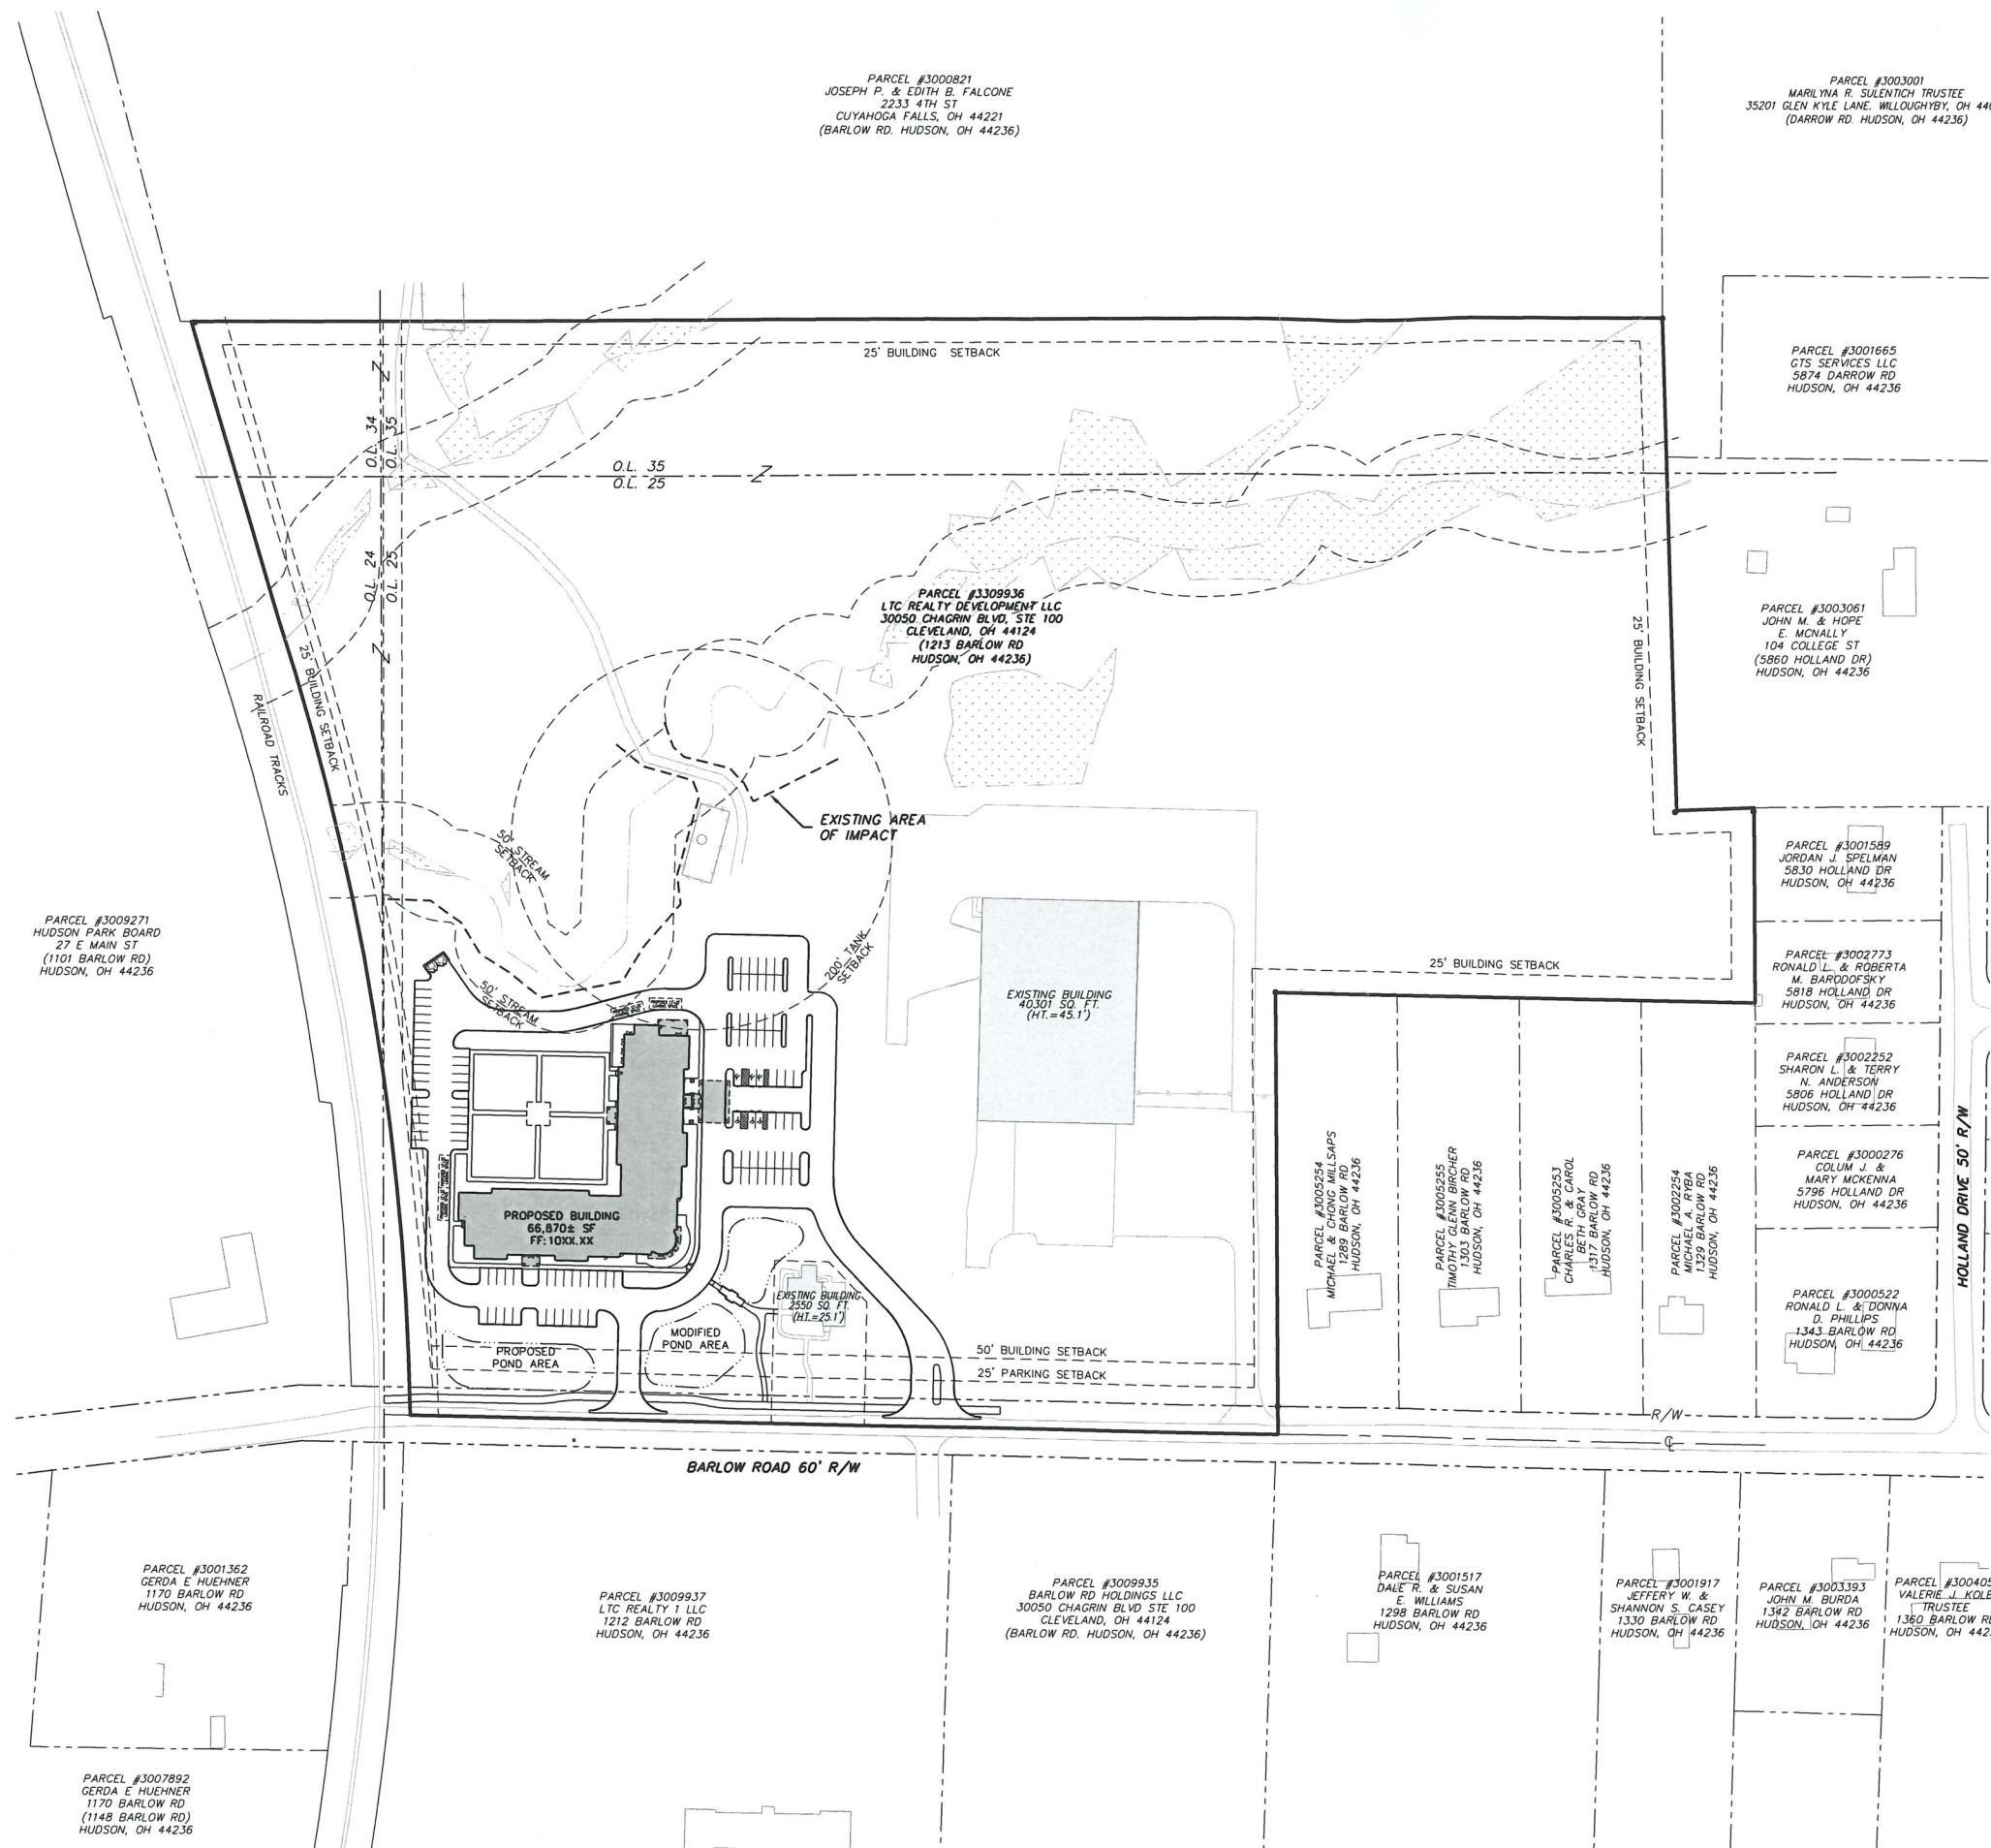 PARCEL #3000821
JOSEPH P. & EDITH B. FALCONE
2233 4TH ST
CUYAHOGA FALLS, OH 44221
(BARLOW RD. HUDSON, OH 44236)
PARCEL #3003001
MARILYNA R. SULENTICH TRUSTEE
35201 GLEN KYLE LANE. WILLOUGHYBY, OH
(DARROW RD. HUDSON, OH 44236)
25' BUILDING SETBACK
PARCEL #3001665
GTS SERVICES LLC
5874 DARROW RD
HUDSON, OH 44236
O.L. 34
O.L. 35
O.L. 35
O.L. 25
O.L. 24
O.L. 25
PARCEL #3309936
LTC REALTY DEVELOPMENT LLC
30050 CHAGRIN BLVD, STE 100
CLEVELAND, OH 44124
(1213 BARLOW RD
HUDSON, OH 44236)
PARCEL #3003061
JOHN M. & HOPE
E. MCNALLY
104 COLLEGE ST
(5860 HOLLAND DR)
HUDSON, OH 44236
25' BUILDING SETBACK
25' BUILDING SETBACK
RAILROAD TRACKS
EXISTING AREA
OF IMPACT
50' STREAM
SETBACK
PARCEL #3001589
JORDAN J. SPELMAN
5830 HOLLAND DR
HUDSON, OH 44236
PARCEL #3009271
HUDSON PARK BOARD
27 E MAIN ST
(1101 BARLOW RD)
HUDSON, OH 44236
200' TANK
SETBACK
25' BUILDING SETBACK
PARCEL #3002773
RONALD L. & ROBERTA
M. BARODOFSKY
5818 HOLLAND DR
HUDSON, OH 44236
50' STREAM
SETBACK
EXISTING BUILDING
40301 SQ. FT.
(HT.=45.1')
PARCEL #3002252
SHARON L. & TERRY
N. ANDERSON
5806 HOLLAND DR
HUDSON, OH 44236
PARCEL #3005254
MICHAEL & CHONG MILLSAPS
1289 BARLOW RD
HUDSON, OH 44236
PARCEL #3005255
TIMOTHY GLENN BIRCHER
1303 BARLOW RD
HUDSON, OH 44236
PARCEL #3005253
CHARLES R. & CAROL
BETH GRAY
1317 BARLOW RD
HUDSON, OH 44236
PARCEL #3002254
MICHAEL A. RYBA
1329 BARLOW RD
HUDSON, OH 44236
PARCEL #3000276
COLUM J. &
MARY MCKENNA
5796 HOLLAND DR
HUDSON, OH 44236
HOLLAND DRIVE 50' R/W
PROPOSED BUILDING
66,870± SF
FF: 10XX.XX
EXISTING BUILDING
2550 SQ. FT.
(HT.=25.1')
PARCEL #3000522
RONALD L. & DONNA
D. PHILLIPS
1343 BARLOW RD
HUDSON, OH 44236
MODIFIED
POND AREA
PROPOSED
POND AREA
50' BUILDING SETBACK
25' PARKING SETBACK
R/W
BARLOW ROAD 60' R/W
PARCEL #3001362
GERDA E HUEHNER
1170 BARLOW RD
HUDSON, OH 44236
PARCEL #3009937
LTC REALTY 1 LLC
1212 BARLOW RD
HUDSON, OH 44236
PARCEL #3009935
BARLOW RD HOLDINGS LLC
30050 CHAGRIN BLVD STE 100
CLEVELAND, OH 44124
(BARLOW RD. HUDSON, OH 44236)
PARCEL #3001517
DALE R. & SUSAN
E. WILLIAMS
1298 BARLOW RD
HUDSON, OH 44236
PARCEL #3001917
JEFFERY W. &
SHANNON S. CASEY
1330 BARLOW RD
HUDSON, OH 44236
PARCEL #3003393
JOHN M. BURDA
1342 BARLOW RD
HUDSON, OH 44236
PARCEL
VALERIE J.
TRUSTEE
1360 BARLOW
HUDSON, OH
PARCEL #3007892
GERDA E HUEHNER
1170 BARLOW RD
(1148 BARLOW RD)
HUDSON, OH 44236